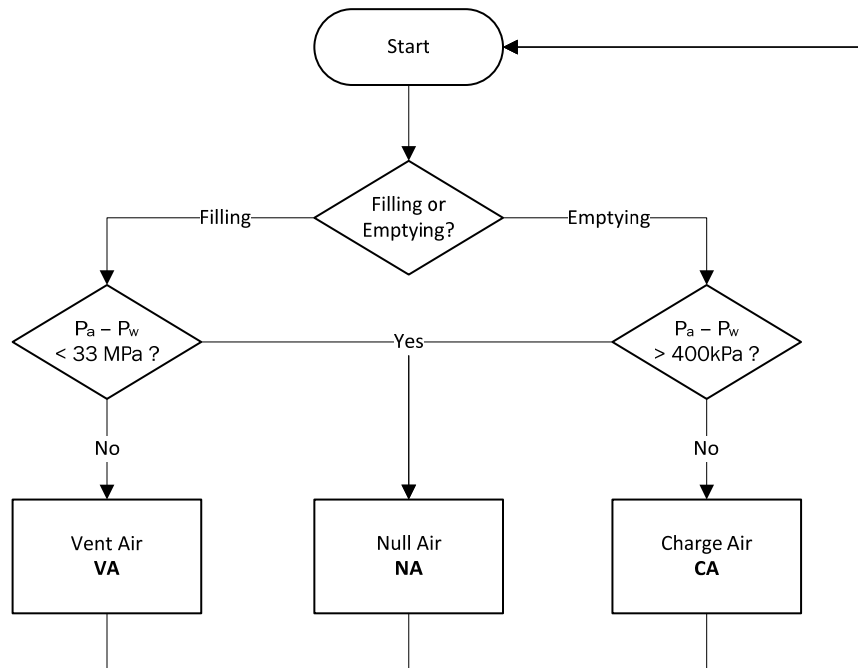 Start
Filling or
Emptying?
Filling
Emptying
Pa – Pw
< 33 MPa ?
Yes
Pa – Pw
> 400kPa ?
No
No
Vent Air
VA
Null Air
NA
Charge Air
CA